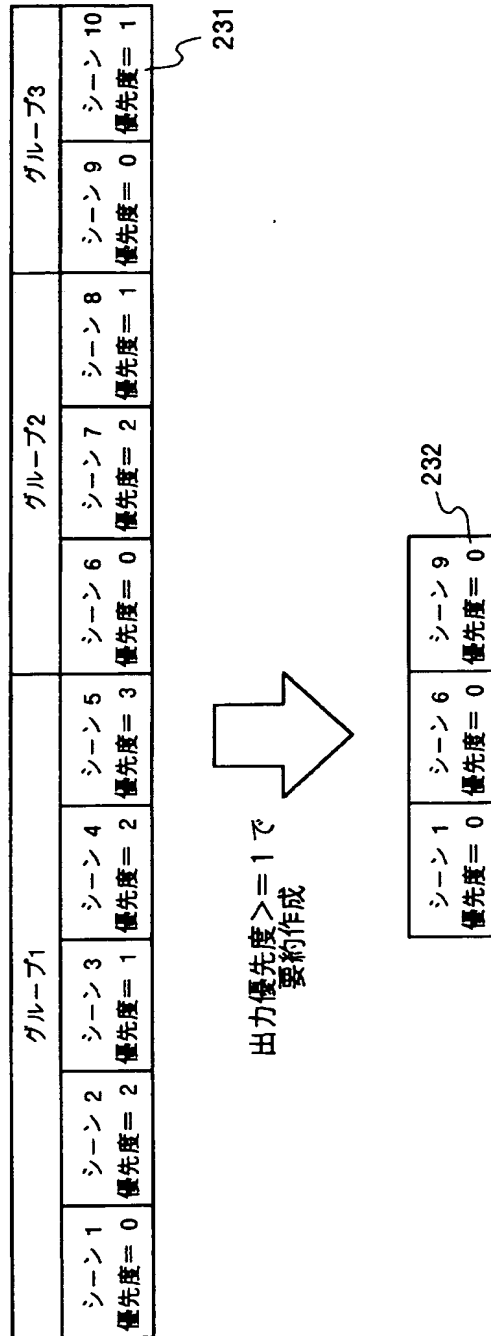 グループ1
グループ2
グループ3
シーン 1
優先度= 0
シーン 2
優先度= 2
シーン 3
優先度= 1
シーン 4
優先度= 2
シーン 5
優先度= 3
シーン 6
優先度= 0
シーン 7
優先度= 2
シーン 8
優先度= 1
シーン 9
優先度= 0
シーン 10
優先度= 1
231
出力優先度>=1で
要約作成
シーン 1
優先度= 0
シーン 6
優先度= 0
シーン 9
優先度= 0
232